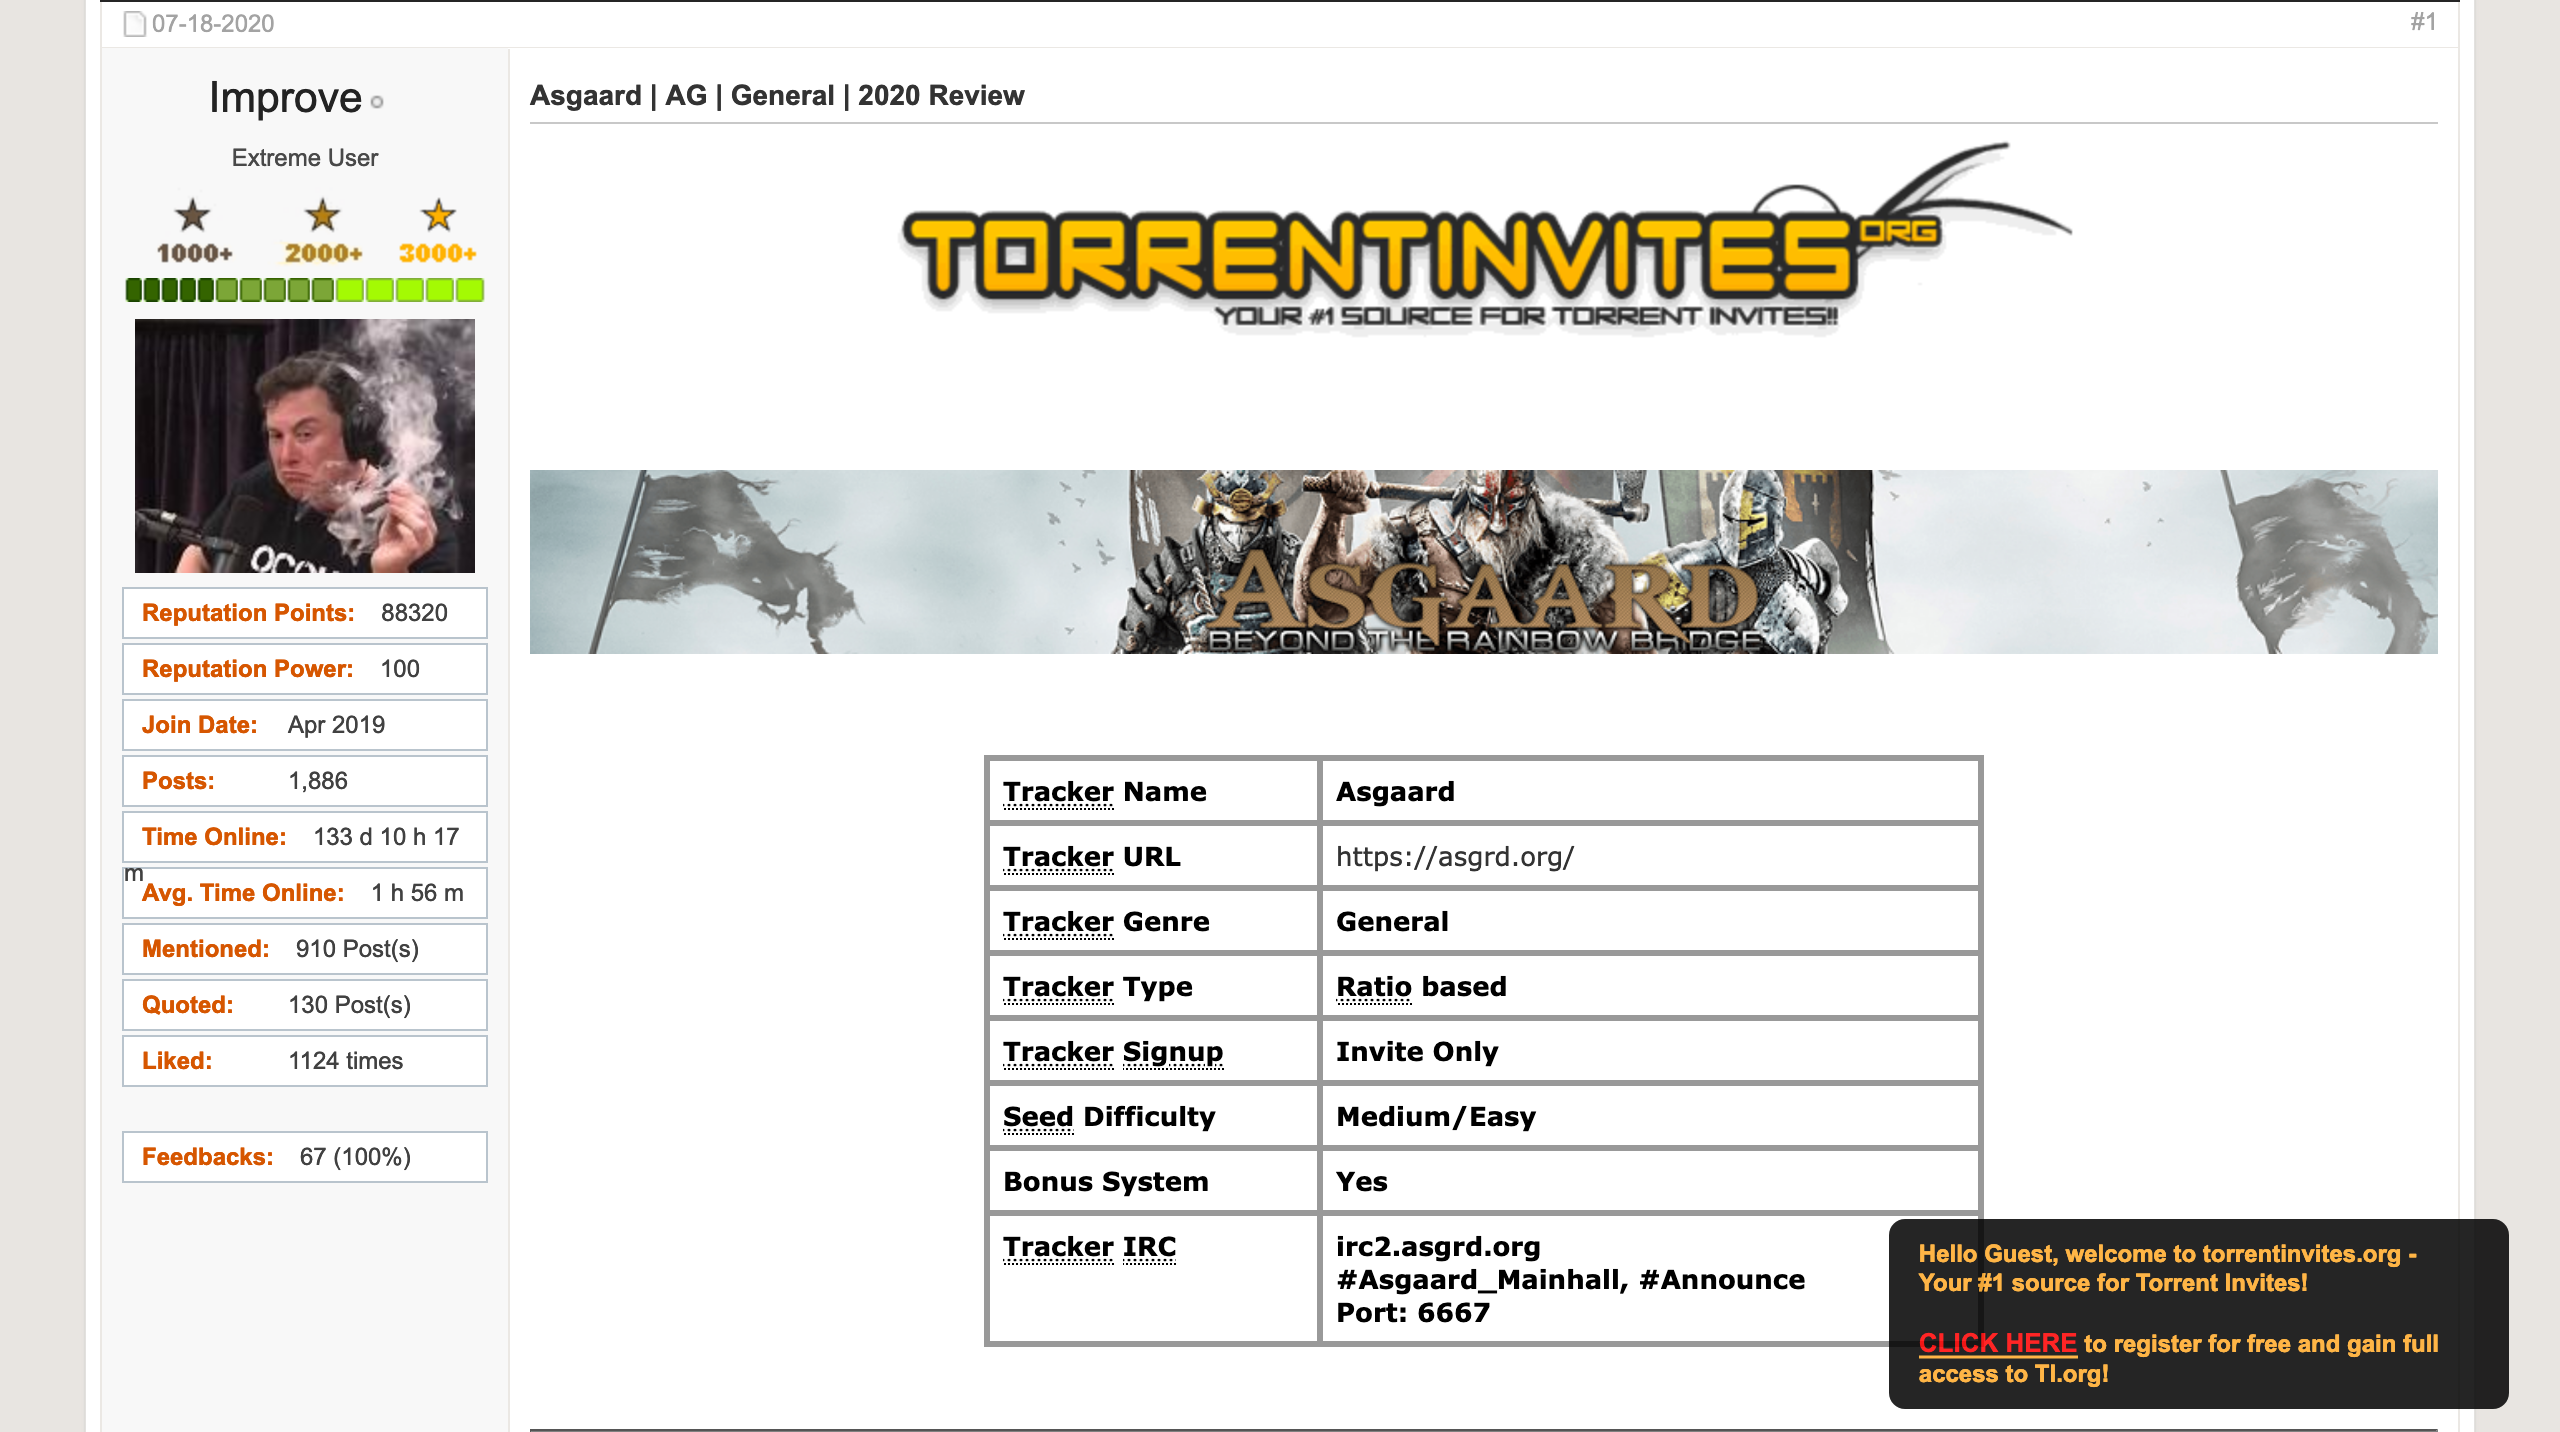 07-18-2020
#1
Improve
Extreme User
1000+ 2000+ 3000+
Reputation Points: 88320
Reputation Power: 100
Join Date: Apr 2019
Posts: 1,886
Time Online: 133 d 10 h 17
m
Avg. Time Online: 1 h 56 m
Mentioned: 910 Post(s)
Quoted: 130 Post(s)
Liked: 1124 times
Feedbacks: 67 (100%)
Asgaard | AG | General | 2020 Review
TORRENTINVITES ORG
YOUR #1 SOURCE FOR TORRENT INVITES!!
ASGAARD
BEYOND THE RAINBOW BRIDGE
Tracker Name Asgaard
Tracker URL https://asgrd.org/
Tracker Genre General
Tracker Type Ratio based
Tracker Signup Invite Only
Seed Difficulty Medium/Easy
Bonus System Yes
Tracker IRC irc2.asgrd.org
#Asgaard_Mainhall, #Announce
Port: 6667
Hello Guest, welcome to torrentinvites.org -
Your #1 source for Torrent Invites!
CLICK HERE to register for free and gain full
access to TI.org!